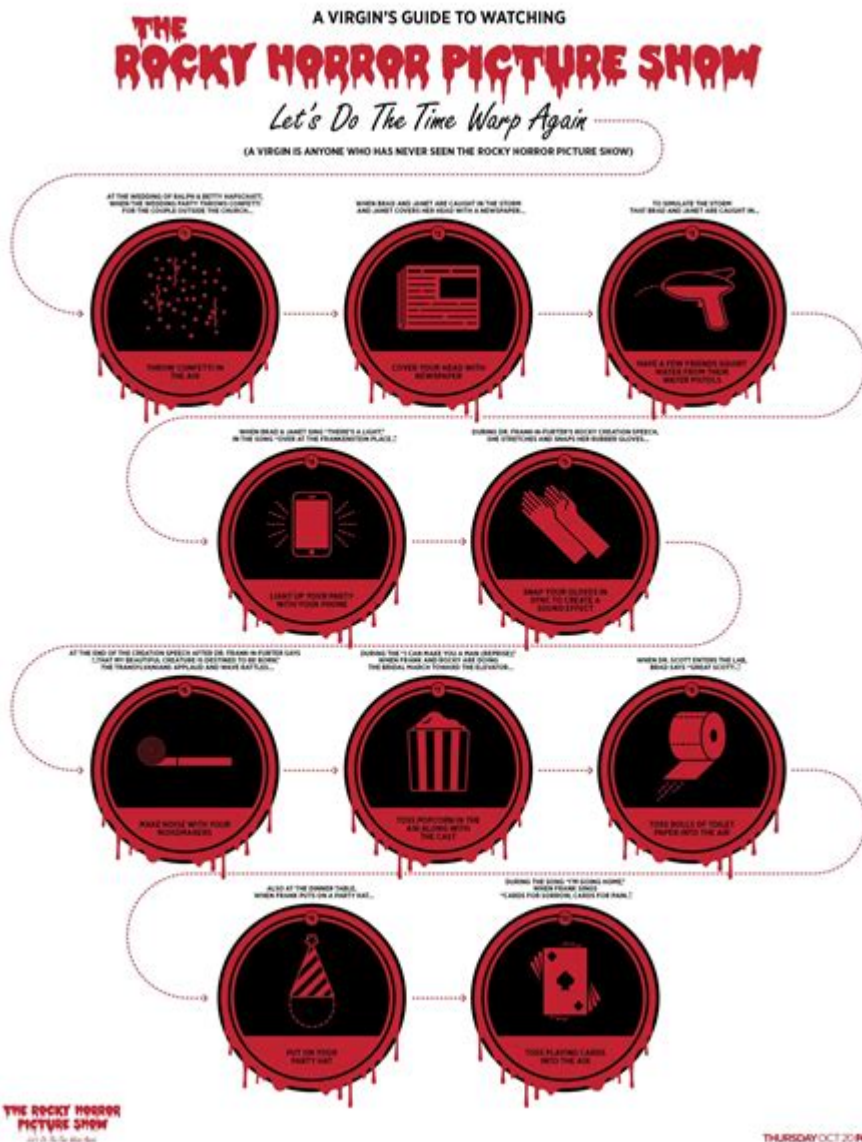 A VIRGIN'S GUIDE TO WATCHING
THE
ROCKY HORROR PICTURE SHOW
Let's Do The Time Warp Again
(A VIRGIN IS ANYONE WHO HAS NEVER SEEN THE ROCKY HORROR PICTURE SHOW)
AT THE WEDDING OF RALPH & BETTY HAPSCHATT,
WHEN THE WEDDING PARTY THROWS CONFETTI
FOR THE COUPLE OUTSIDE THE CHURCH...
THROW CONFETTI IN
THE AIR
WHEN BRAD AND JANET ARE CAUGHT IN THE STORM
AND JANET COVERS HER HEAD WITH A NEWSPAPER...
COVER YOUR HEAD WITH
NEWSPAPER
TO SIMULATE THE STORM
THAT BRAD AND JANET ARE CAUGHT IN...
HAVE A FEW FRIENDS SQUIRT
WATER FROM THEIR
WATER PISTOLS
WHEN BRAD & JANET SING "THERE'S A LIGHT,"
IN THE SONG "OVER AT THE FRANKENSTEIN PLACE..."
LIGHT UP YOUR PARTY
WITH YOUR PHONE
DURING DR. FRANK-N-FURTER'S ROCKY CREATION SPEECH,
SHE STRETCHES AND SNAPS HER RUBBER GLOVES...
SNAP YOUR GLOVES IN
SYNC TO CREATE A
SOUND EFFECT
AT THE END OF THE CREATION SPEECH AFTER DR. FRANK-N-FURTER SAYS
"...THAT MY BEAUTIFUL CREATURE IS DESTINED TO BE BORN!"
THE TRANSYLVANIANS APPLAUD AND WAVE RATTLES...
MAKE NOISE WITH YOUR
NOISEMAKERS
DURING THE "I CAN MAKE YOU A MAN (REPRISE),"
WHEN FRANK AND ROCKY ARE DOING
THE BRIDAL MARCH TOWARD THE ELEVATOR...
TOSS POPCORN IN THE
AIR ALONG WITH
THE CAST
WHEN DR. SCOTT ENTERS THE LAB,
BRAD SAYS "GREAT SCOTT..."
TOSS ROLLS OF TOILET
PAPER INTO THE AIR
ALSO AT THE DINNER TABLE,
WHEN FRANK PUTS ON A PARTY HAT...
PUT ON YOUR
PARTY HAT
DURING THE SONG "I'M GOING HOME,"
WHEN FRANK SINGS
"CARDS FOR SORROW, CARDS FOR PAIN..."
TOSS PLAYING CARDS
INTO THE AIR
THE ROCKY HORROR
PICTURE SHOW
Let's Do The Time Warp Again
THURSDAY OCT 20